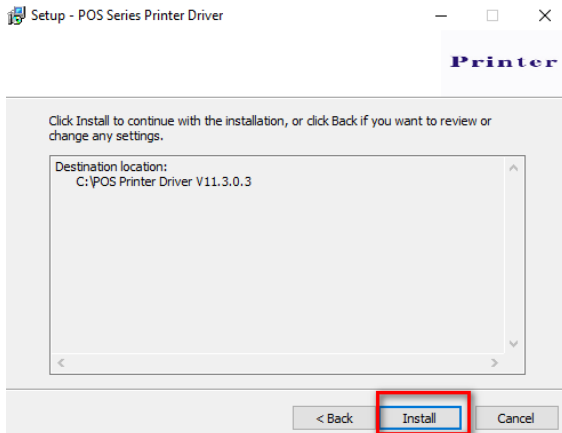 Setup - POS Series Printer Driver
Printer
Click Install to continue with the installation, or click Back if you want to review or
change any settings.
Destination location:
C:\POS Printer Driver V11.3.0.3
< Back
Install
Cancel